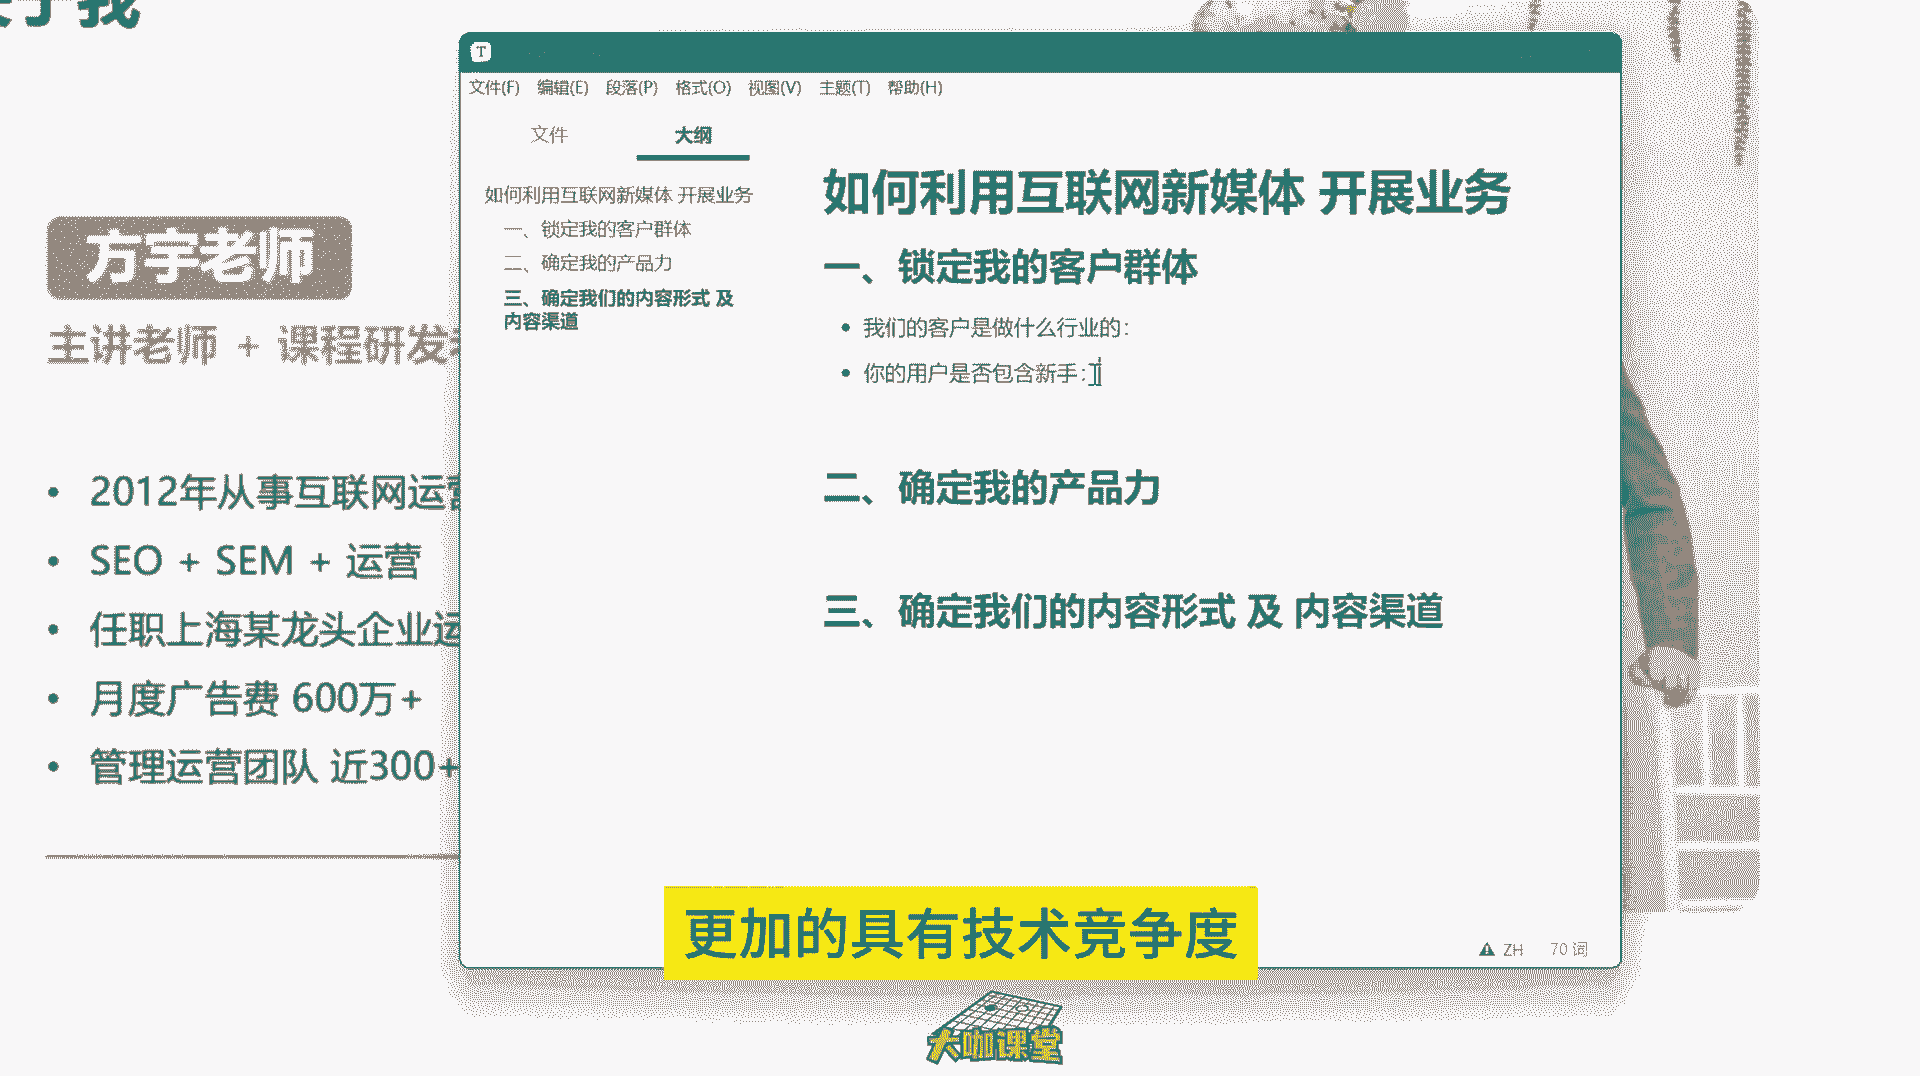 于我
方宇老师
主讲老师 + 课程研发
2012年从事互联网运营
SEO + SEM + 运营
任职上海某龙头企业运
月度广告费 600万+
管理运营团队 近300+
T
文件(F) 编辑(E) 段落(P) 格式(O) 视图(V) 主题(T) 帮助(H)
文件 大纲
如何利用互联网新媒体 开展业务
一、锁定我的客户群体
二、确定我的产品力
三、确定我们的内容形式 及
内容渠道
如何利用互联网新媒体 开展业务
一、锁定我的客户群体
我们的客户是做什么行业的：
你的用户是否包含新手：
二、确定我的产品力
三、确定我们的内容形式 及 内容渠道
ZH 70 词
更加的具有技术竞争度
大咖课堂